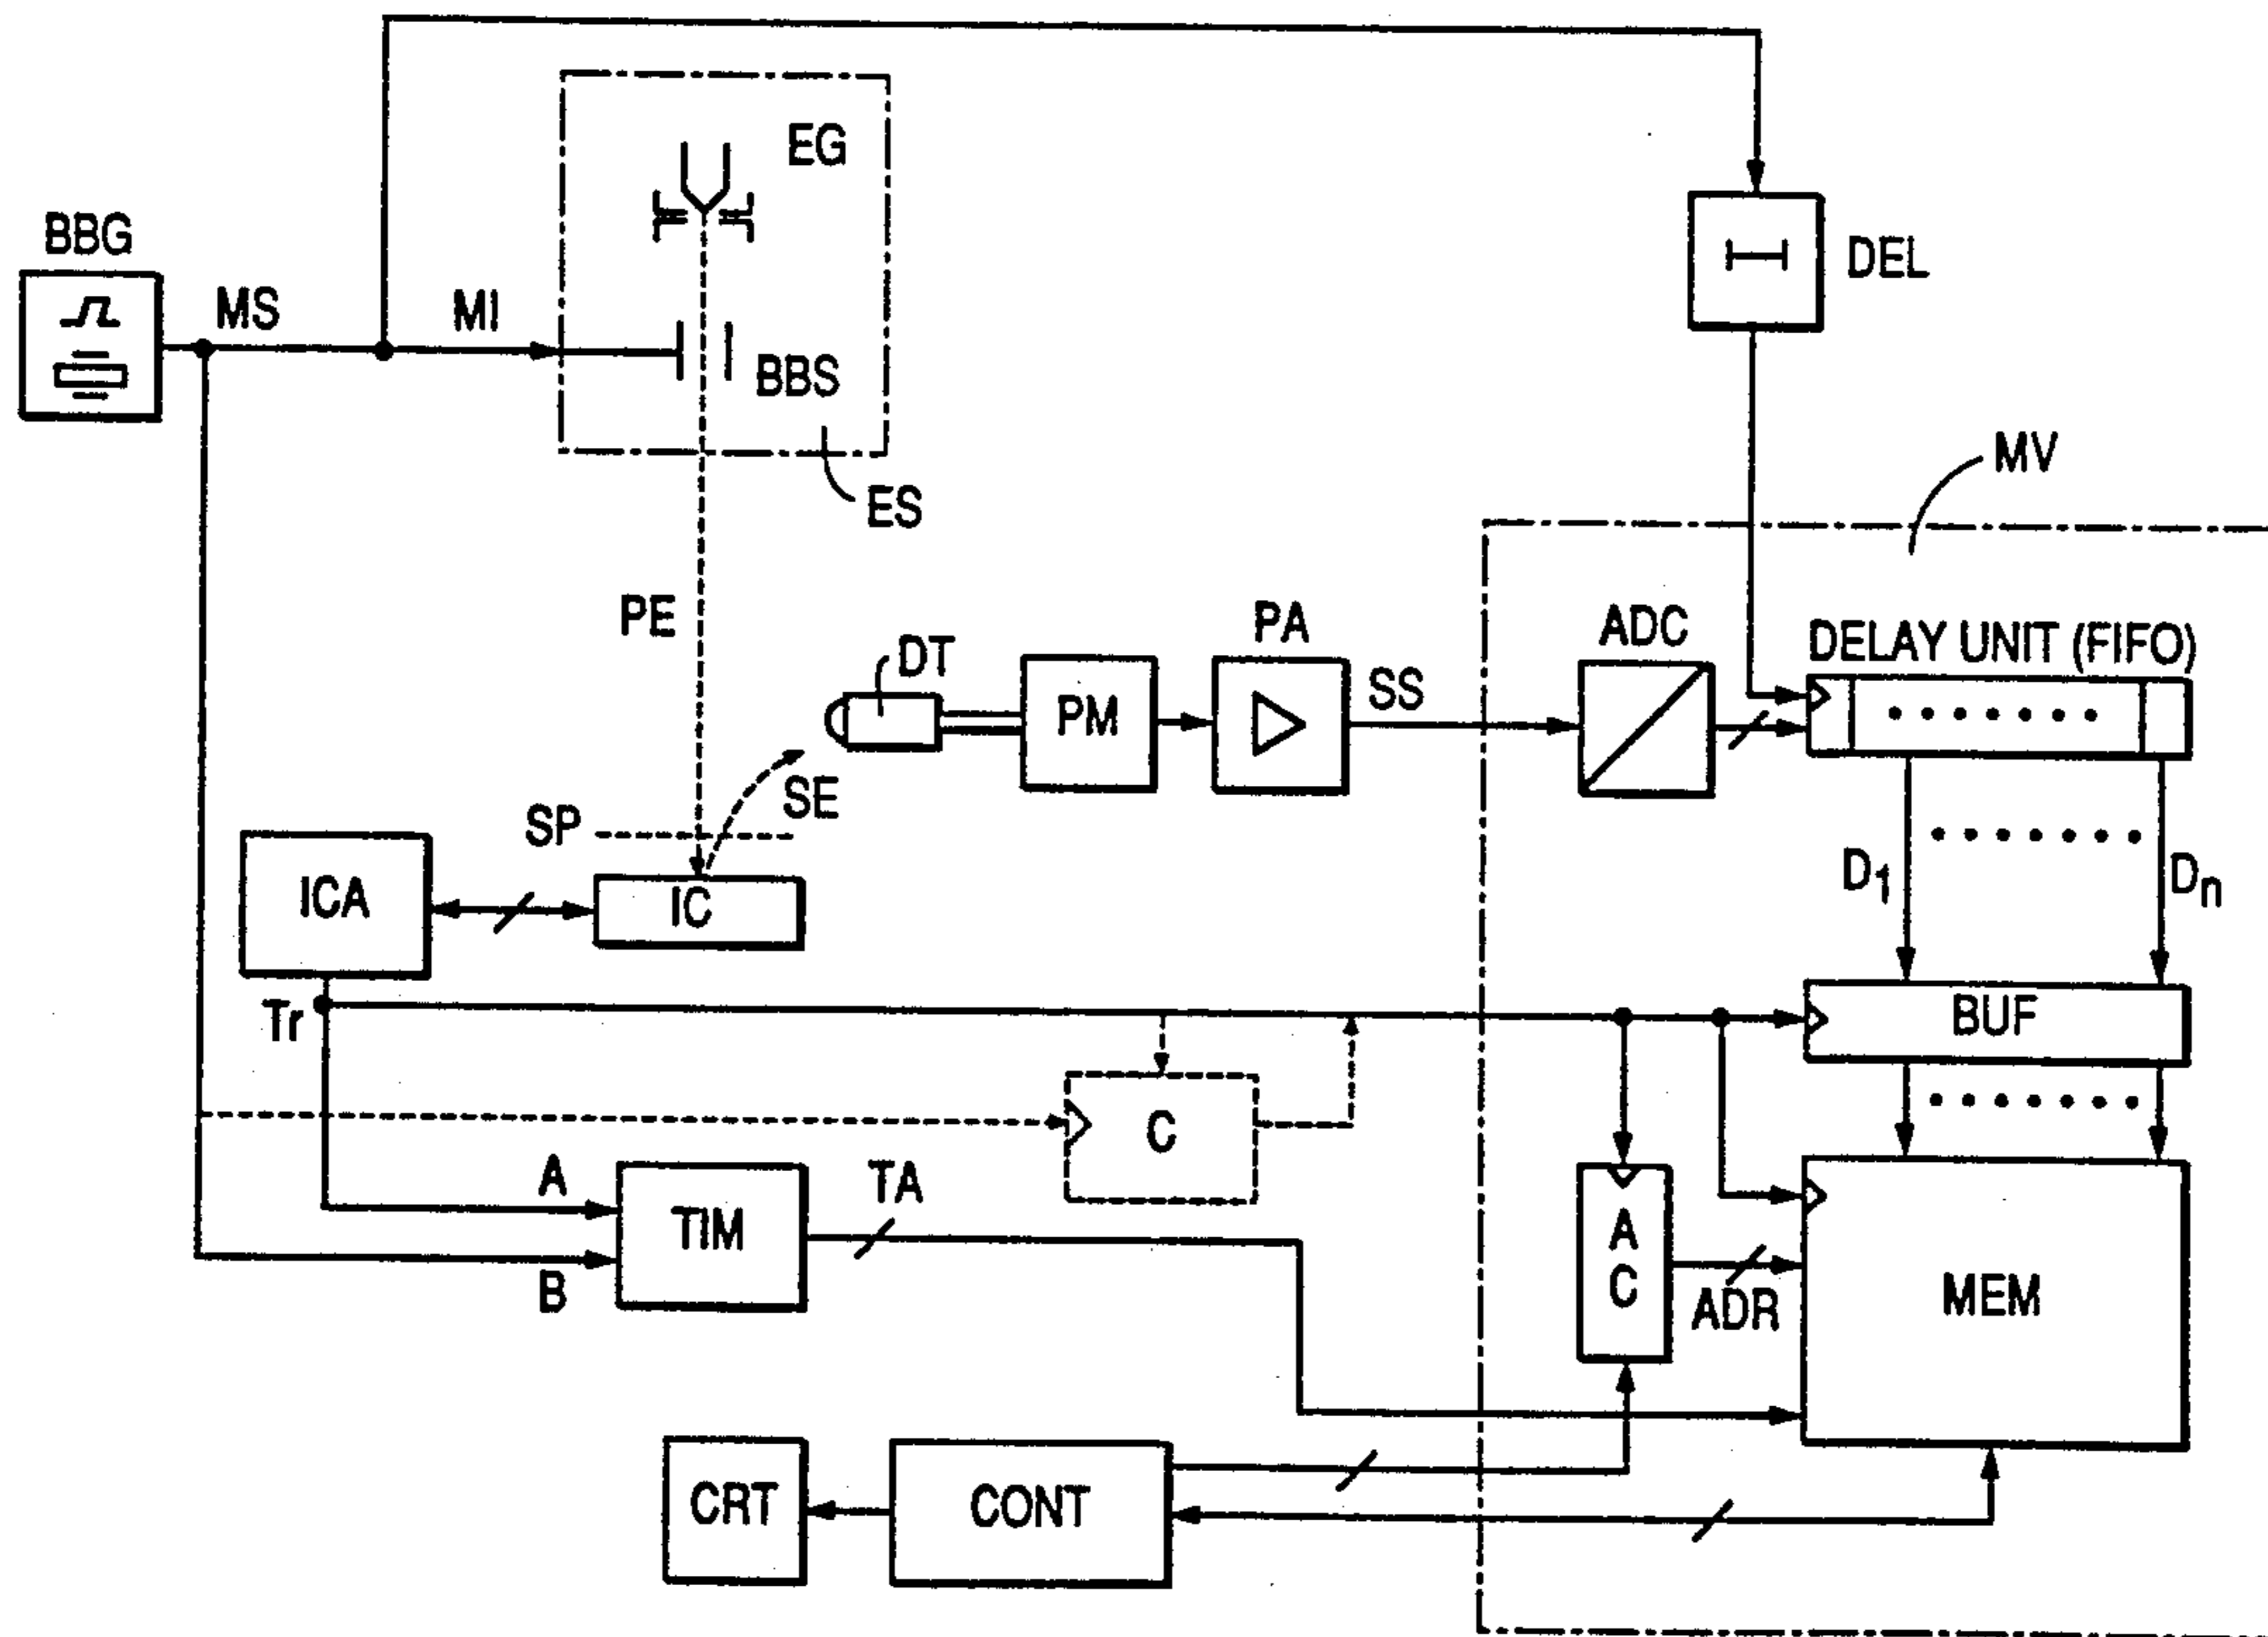 EG
BBG
MS
MI
DEL
BBS
MV
ES
PE
PA
ADC
DELAY UNIT (FIFO)
DT
SS
PM
SE
SP
D1
Dn
ICA
IC
Tr
BUF
C
A
TA
TIM
A
C
B
ADR
MEM
CRT
CONT